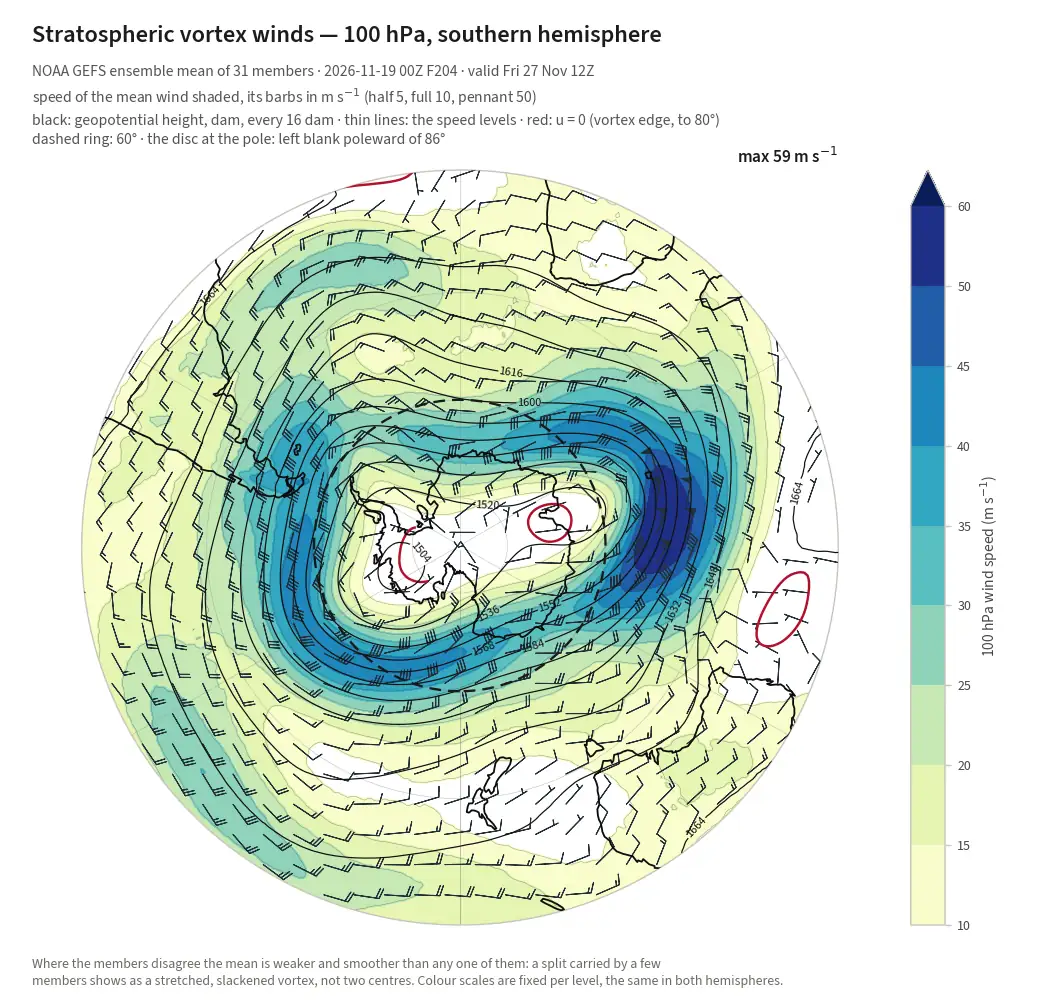 Stratospheric vortex winds — 100 hPa, southern hemisphere
NOAA GEFS ensemble mean of 31 members · 2026-11-19 00Z F204 · valid Fri 27 Nov 12Z
speed of the mean wind shaded, its barbs in m s⁻¹ (half 5, full 10, pennant 50)
black: geopotential height, dam, every 16 dam · thin lines: the speed levels · red: u = 0 (vortex edge, to 80°)
dashed ring: 60° · the disc at the pole: left blank poleward of 86°
max 59 m s⁻¹
1664
1616
1600
1520
1504
1664
1648
1632
1536
1552
1568
1584
1664
60
50
45
40
35
30
25
20
15
10
100 hPa wind speed (m s⁻¹)
Where the members disagree the mean is weaker and smoother than any one of them: a split carried by a few
members shows as a stretched, slackened vortex, not two centres. Colour scales are fixed per level, the same in both hemispheres.